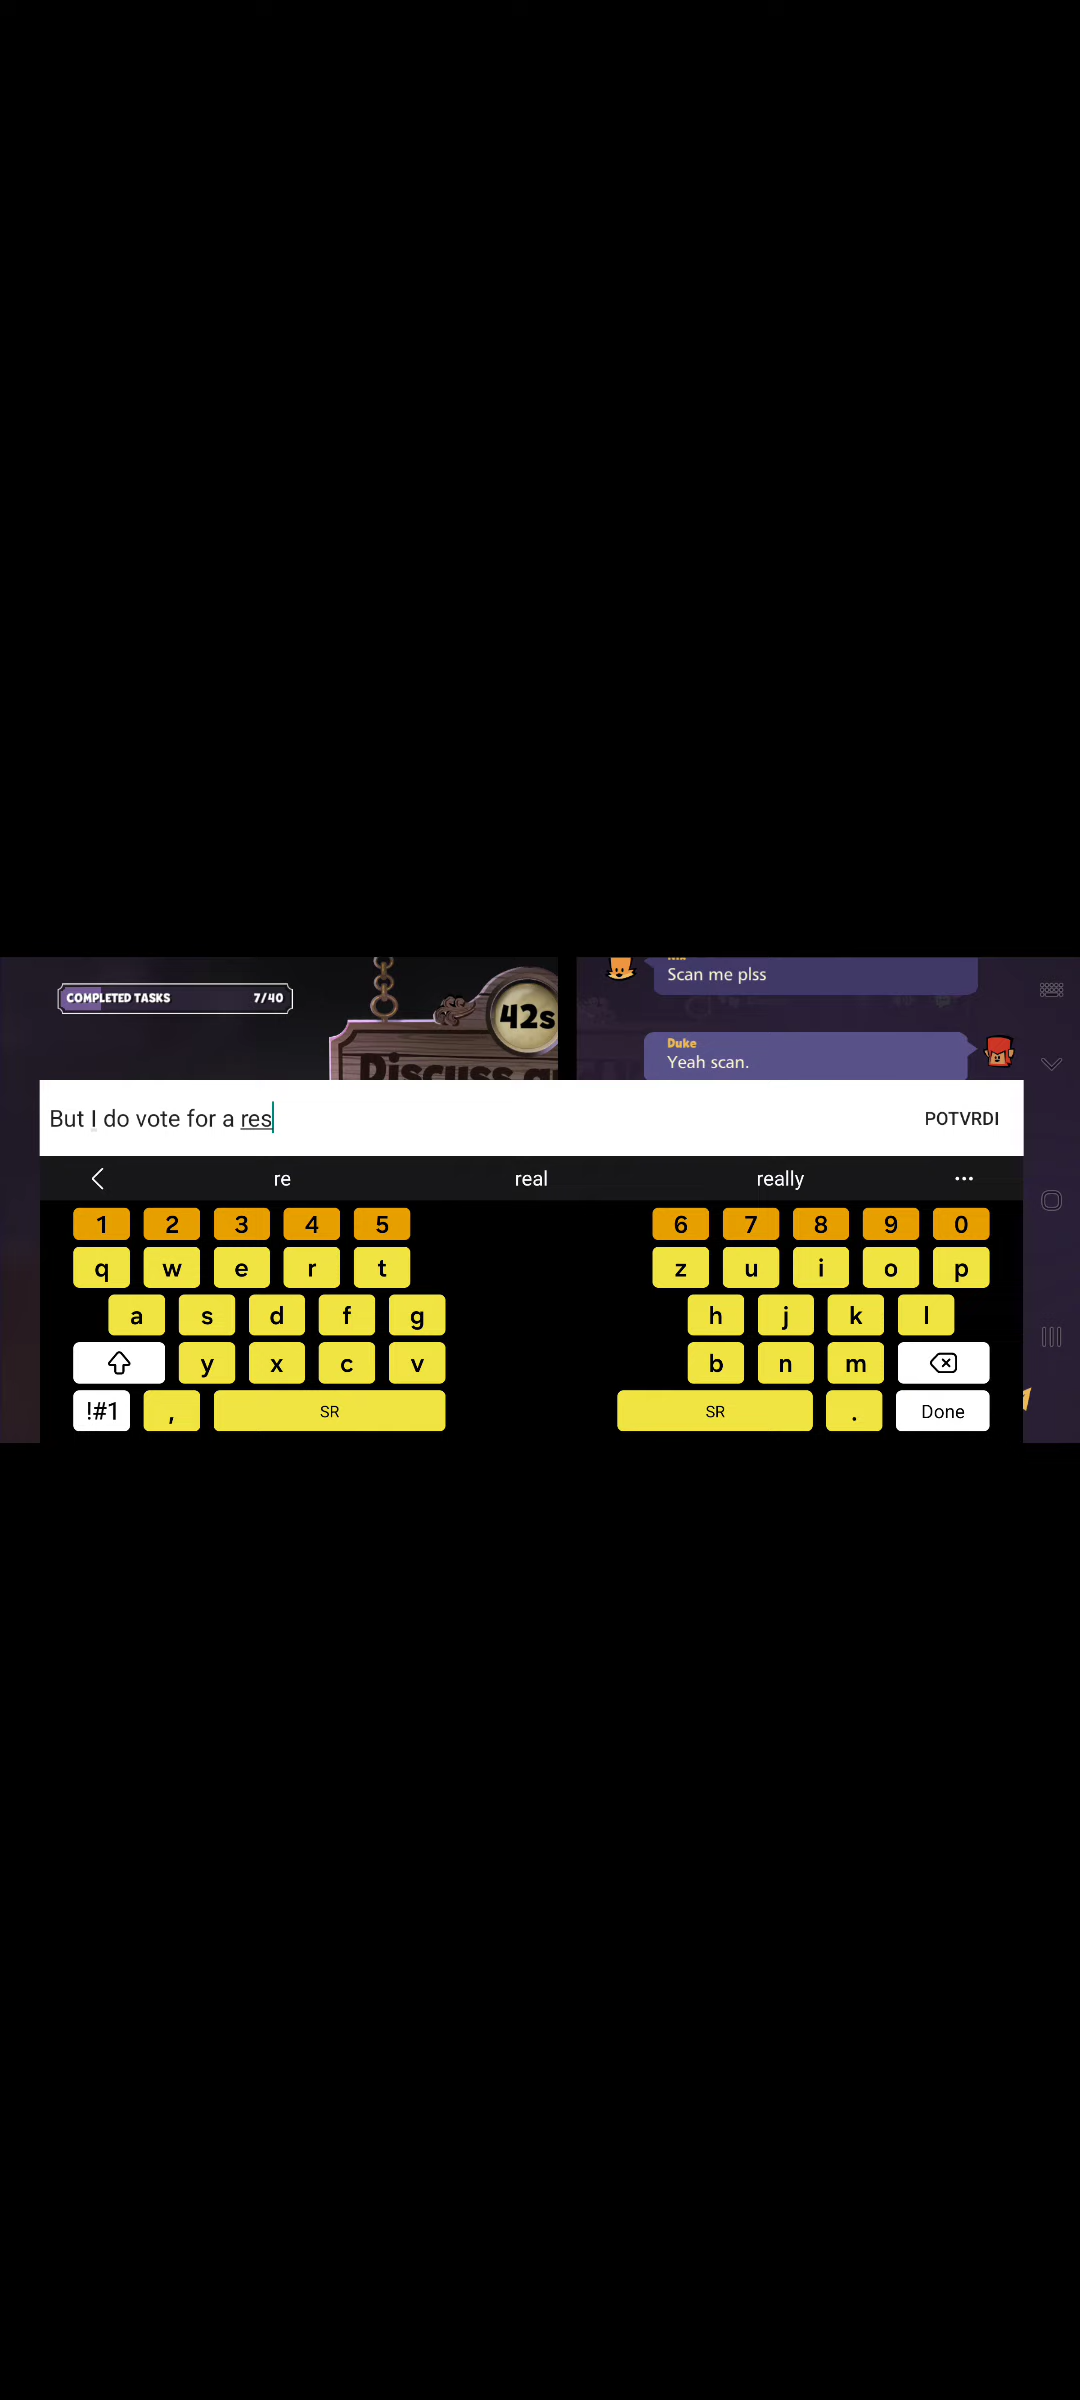 COMPLETED TASKS 7/40
42s
Scan me plss
Duke
Yeah scan.
But I do vote for a res
POTVRDI
re real really
1 2 3 4 5 6 7 8 9 0
q w e r t z u i o p
a s d f g h j k l
y x c v b n m
!#1 , SR SR . Done